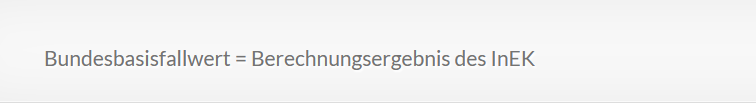 Bundesbasisfallwert = Berechnungsergebnis des InEK